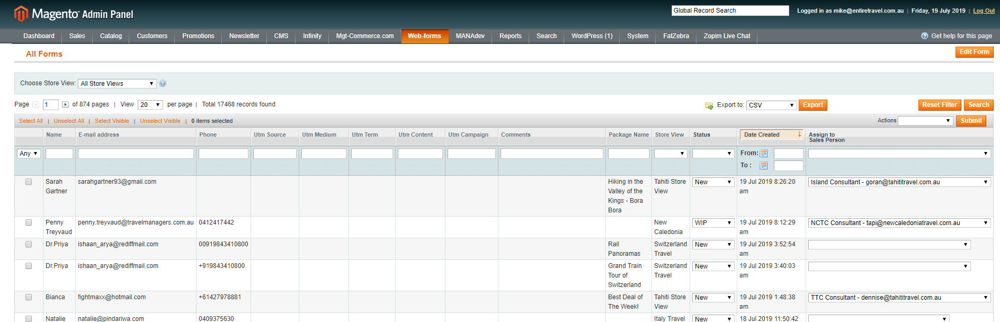 Magento™ Admin Panel
Global Record Search
Logged in as mike@entiretravel.com.au | Friday, 19 July 2019 | Log Out
Dashboard Sales Catalog Customers Promotions Newsletter CMS Infinity Mgt-Commerce.com Web-forms MANAdev Reports Search WordPress (1) System FatZebra Zopim Live Chat
Get help for this page
All Forms
Edit Form
Choose Store View: All Store Views
Page 1 of 874 pages | View 20 per page | Total 17468 records found
Export to: CSV Export
Reset Filter Search
Select All | Unselect All | Select Visible | Unselect Visible | 0 items selected
Actions Submit
Name E-mail address Phone Utm Source Utm Medium Utm Term Utm Content Utm Campaign Comments Package Name Store View Status Date Created Assign to
Sales Person
Any From:
To :
Sarah sarahgartner93@gmail.com Hiking in the Tahiti Store New 19 Jul 2019 8:26:20 Island Consultant - goran@tahititravel.com.au
Gartner Valley of the View am
Kings - Bora
Bora
Penny penny.treyvaud@travelmanagers.com.au 0412417442 New WIP 19 Jul 2019 8:12:29 NCTC Consultant - tapi@newcaledoniatravel.com.au
Treyvaud Caledonia am
Dr.Priya ishaan_arya@rediffmail.com 00919843410800 Rail Switzerland New 19 Jul 2019 3:52:54
Panoramas Travel am
Dr.Priya ishaan_arya@rediffmail.com +919843410800 Grand Train Switzerland New 19 Jul 2019 3:40:03
Tour of Travel am
Switzerland
Bianca fightmaxx@hotmail.com +61427978881 Best Deal of Tahiti Store New 19 Jul 2019 1:48:38 TTC Consultant - dennise@tahititravel.com.au
The Week! View am
Natalie natalie@pindariwa.com 0409375630 Italy Travel New 18 Jul 2019 11:50:42